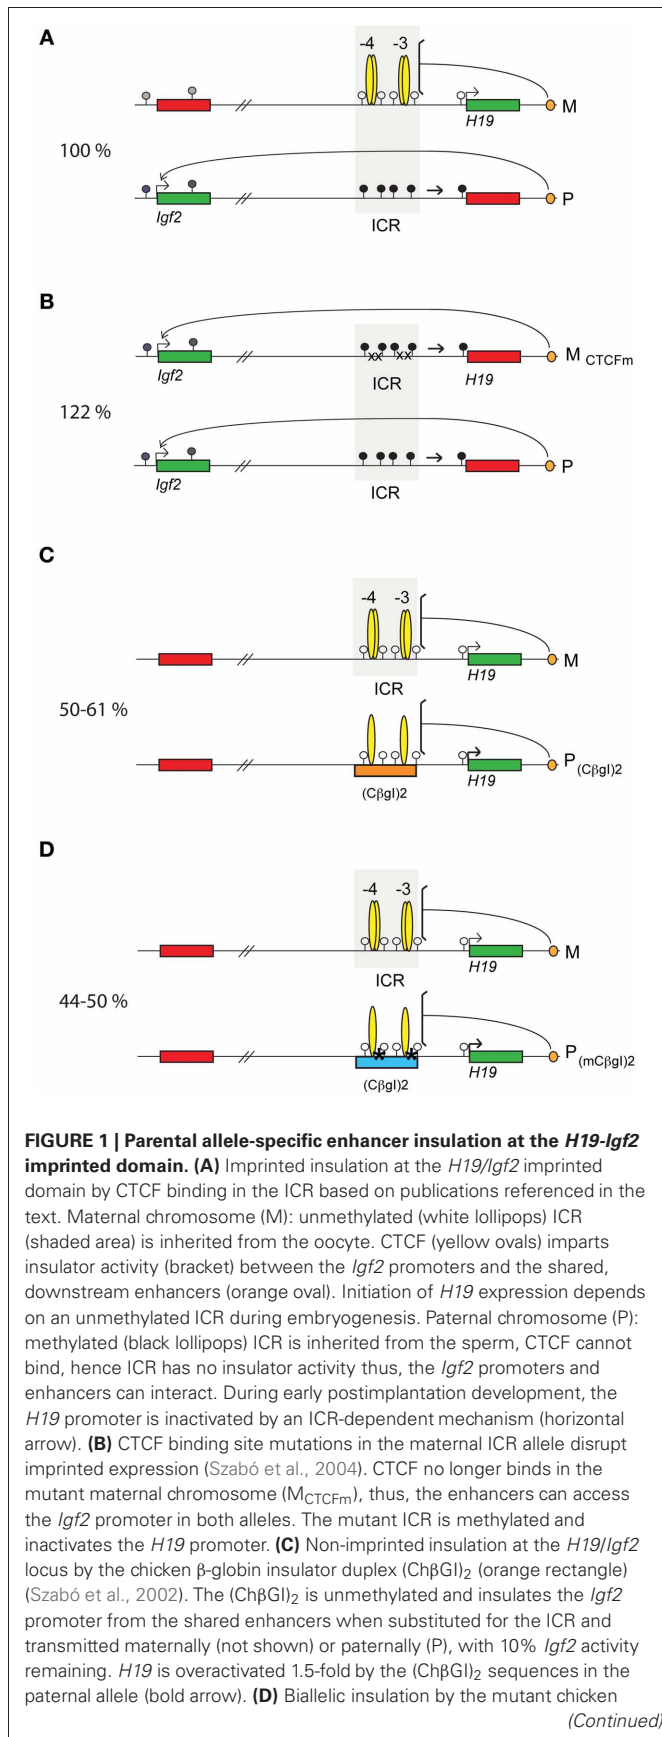 A
-4 -3
H19
M
100 %
Igf2
ICR
P
B
Igf2
xx xx
ICR
H19
M CTCFm
122 %
Igf2
ICR
P
C
-4 -3
ICR
H19
M
50-61 %
(CβgI)2
H19
P(CβgI)2
D
-4 -3
ICR
H19
M
44-50 %
* *
(CβgI)2
H19
P(mCβgI)2
FIGURE 1 | Parental allele-specific enhancer insulation at the H19-Igf2
imprinted domain. (A) Imprinted insulation at the H19/Igf2 imprinted
domain by CTCF binding in the ICR based on publications referenced in the
text. Maternal chromosome (M): unmethylated (white lollipops) ICR
(shaded area) is inherited from the oocyte. CTCF (yellow ovals) imparts
insulator activity (bracket) between the Igf2 promoters and the shared,
downstream enhancers (orange oval). Initiation of H19 expression depends
on an unmethylated ICR during embryogenesis. Paternal chromosome (P):
methylated (black lollipops) ICR is inherited from the sperm, CTCF cannot
bind, hence ICR has no insulator activity thus, the Igf2 promoters and
enhancers can interact. During early postimplantation development, the
H19 promoter is inactivated by an ICR-dependent mechanism (horizontal
arrow). (B) CTCF binding site mutations in the maternal ICR allele disrupt
imprinted expression (Szabó et al., 2004). CTCF no longer binds in the
mutant maternal chromosome (MCTCFm), thus, the enhancers can access
the Igf2 promoter in both alleles. The mutant ICR is methylated and
inactivates the H19 promoter. (C) Non-imprinted insulation at the H19/Igf2
locus by the chicken β-globin insulator duplex (ChβGI)2 (orange rectangle)
(Szabó et al., 2002). The (ChβGI)2 is unmethylated and insulates the Igf2
promoter from the shared enhancers when substituted for the ICR and
transmitted maternally (not shown) or paternally (P), with 10% Igf2 activity
remaining. H19 is overactivated 1.5-fold by the (ChβGI)2 sequences in the
paternal allele (bold arrow). (D) Biallelic insulation by the mutant chicken
(Continued)